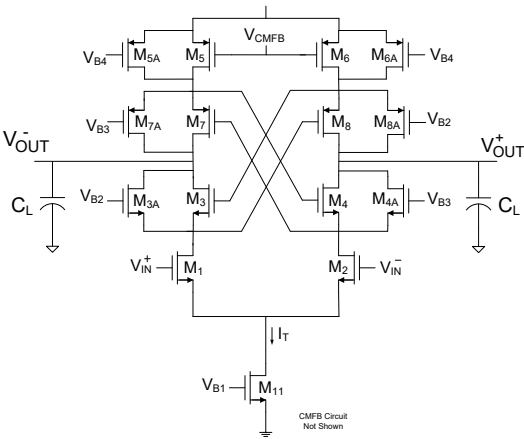 V_CMFB
V_B4 M_5A M_5 M_6 M_6A V_B4
V_B3 M_7A M_7 M_8 M_8A V_B2
V_OUT^- V_OUT^+
C_L V_B2 M_3A M_3 M_4 M_4A V_B3 C_L
V_IN^+ M_1 M_2 V_IN^-
I_T
V_B1 M_11
CMFB Circuit
Not Shown